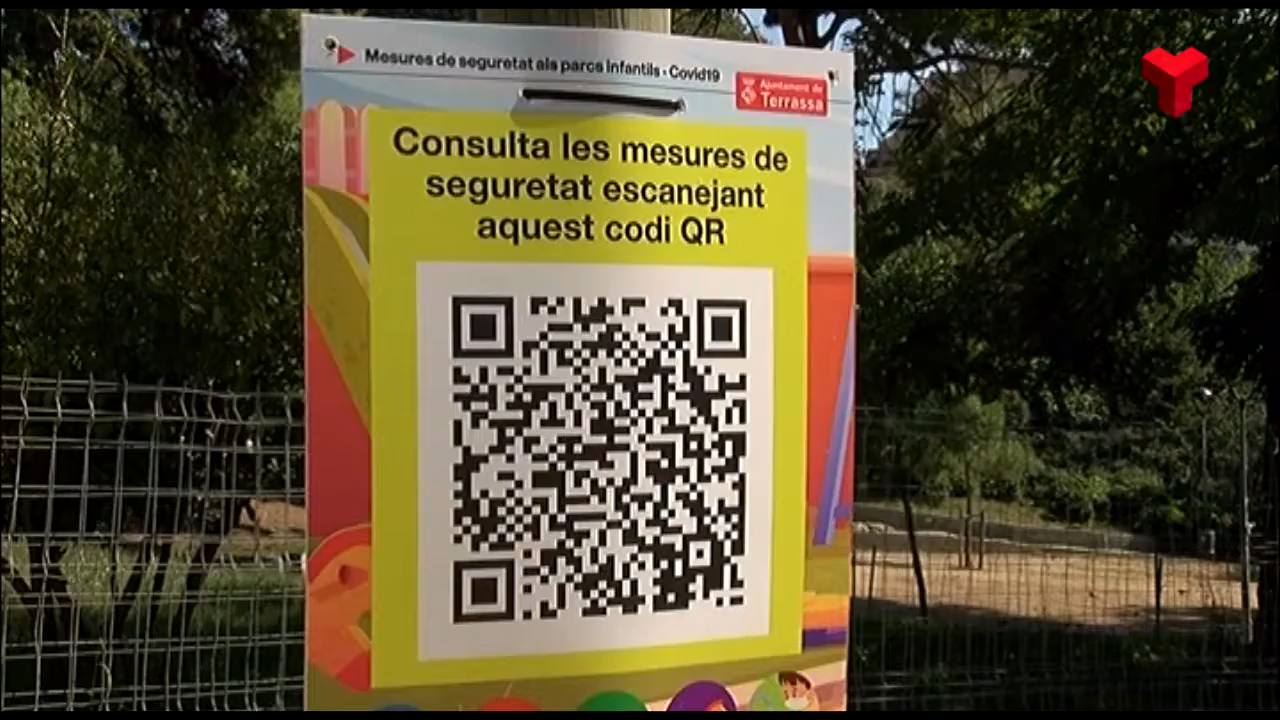 Mesures de seguretat als parcs infantils · Covid19
Ajuntament de
Terrassa
Consulta les mesures de
seguretat escanejant
aquest codi QR